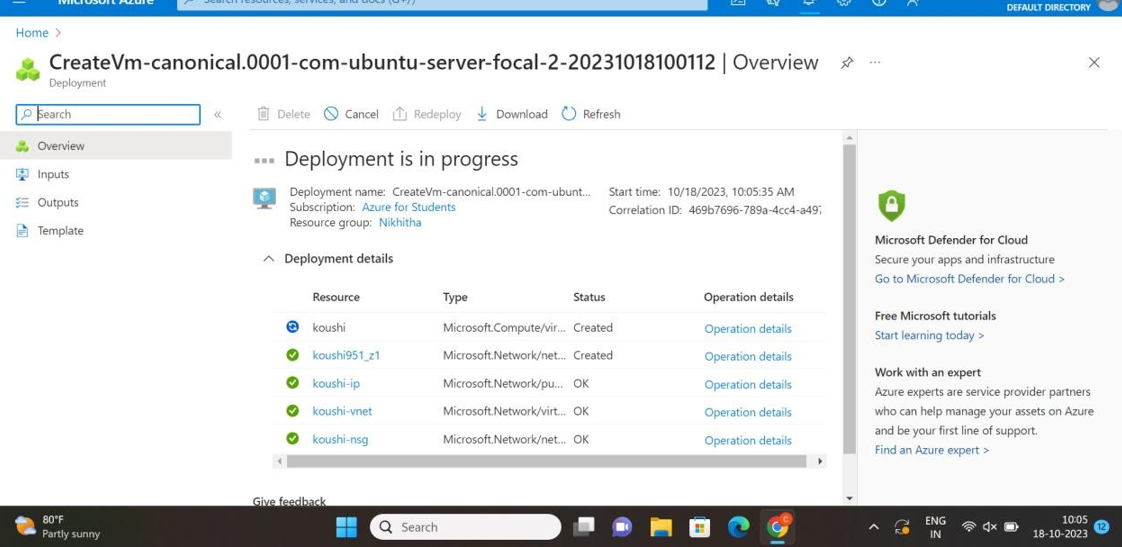 Microsoft Azure
Search resources, services, and docs (G+/)
DEFAULT DIRECTORY
Home >
CreateVm-canonical.0001-com-ubuntu-server-focal-2-20231018100112 | Overview
Deployment
Search
Delete Cancel Redeploy Download Refresh
Overview
Inputs
Outputs
Template
Deployment is in progress
Deployment name: CreateVm-canonical.0001-com-ubunt...
Subscription: Azure for Students
Resource group: Nikhitha
Start time: 10/18/2023, 10:05:35 AM
Correlation ID: 469b7696-789a-4cc4-a497
Deployment details
Resource Type Status Operation details
koushi Microsoft.Compute/vir... Created Operation details
koushi951_z1 Microsoft.Network/net... Created Operation details
koushi-ip Microsoft.Network/pu... OK Operation details
koushi-vnet Microsoft.Network/virt... OK Operation details
koushi-nsg Microsoft.Network/net... OK Operation details
Give feedback
Microsoft Defender for Cloud
Secure your apps and infrastructure
Go to Microsoft Defender for Cloud >
Free Microsoft tutorials
Start learning today >
Work with an expert
Azure experts are service provider partners
who can help manage your assets on Azure
and be your first line of support.
Find an Azure expert >
80°F
Partly sunny
Search
ENG
IN
10:05
18-10-2023
12